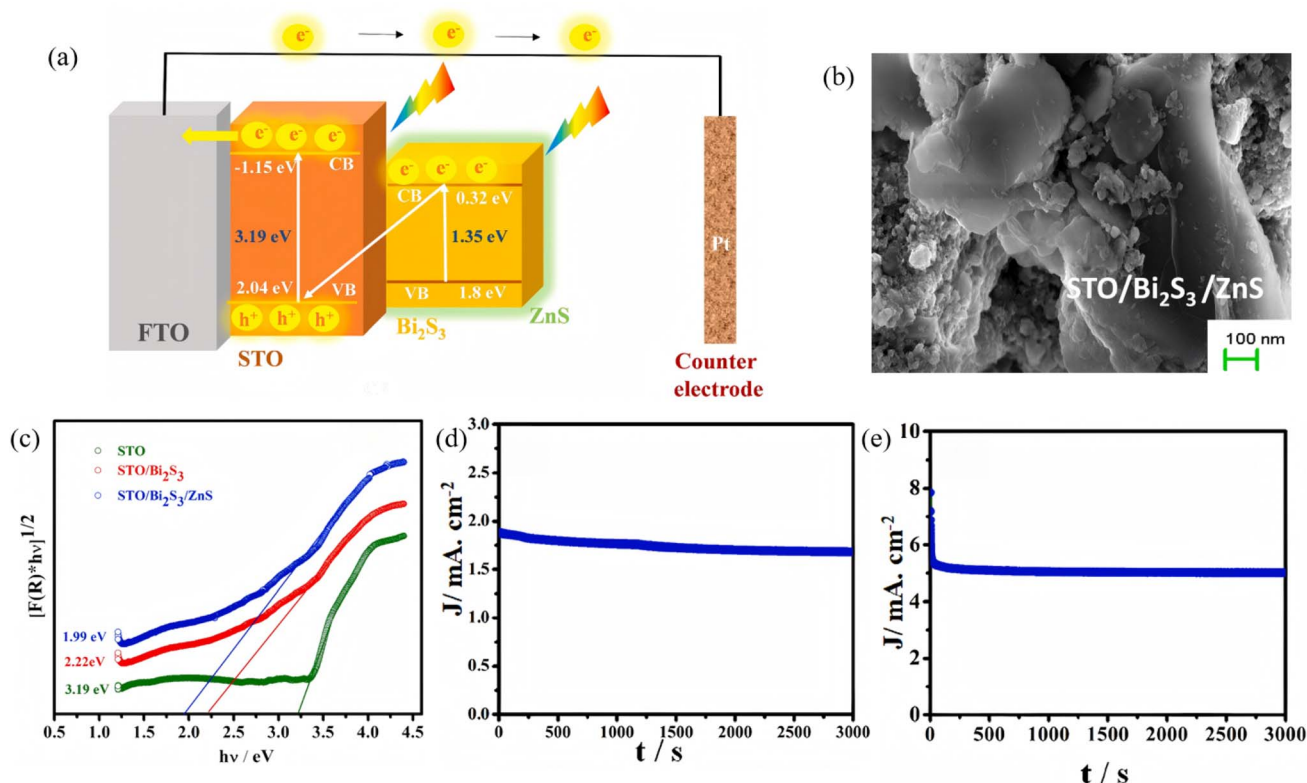 (a)
e⁻
e⁻
e⁻
e⁻ e⁻ e⁻
-1.15 eV
CB
3.19 eV
2.04 eV
VB
h⁺ h⁺ h⁺
FTO
STO
e⁻ e⁻ e⁻
CB
0.32 eV
1.35 eV
VB
1.8 eV
Bi₂S₃
ZnS
Pt
Counter
electrode
(b)
STO/Bi₂S₃/ZnS
100 nm
(c)
STO
STO/Bi₂S₃
STO/Bi₂S₃/ZnS
[F(R)*hν]¹/²
1.99 eV
2.22eV
3.19 eV
0.5 1.0 1.5 2.0 2.5 3.0 3.5 4.0 4.5
hν / eV
(d)
J/ mA. cm⁻²
3.0
2.5
2.0
1.5
1.0
0.5
0.0
0 500 1000 1500 2000 2500 3000
t / s
(e)
J/ mA. cm⁻²
10
8
6
4
2
0
0 500 1000 1500 2000 2500 3000
t / s